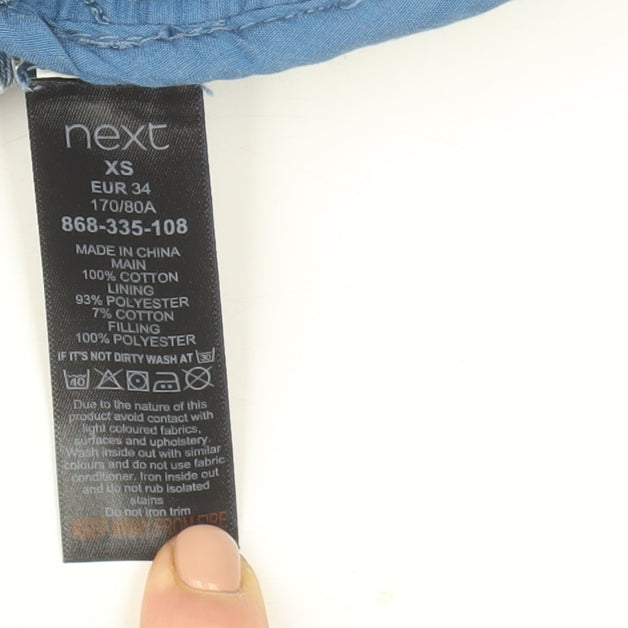 next
XS
EUR 34
170/80A
868-335-108
MADE IN CHINA
MAIN
100% COTTON
LINING
93% POLYESTER
7% COTTON
FILLING
100% POLYESTER
IF IT'S NOT DIRTY WASH AT 30
40
Due to the nature of this
product avoid contact with
light coloured fabrics,
surfaces and upholstery.
Wash inside out with similar
colours and do not use fabric
conditioner. Iron inside out
and do not rub isolated
stains
Do not iron trim
KEEP AWAY FROM FIRE